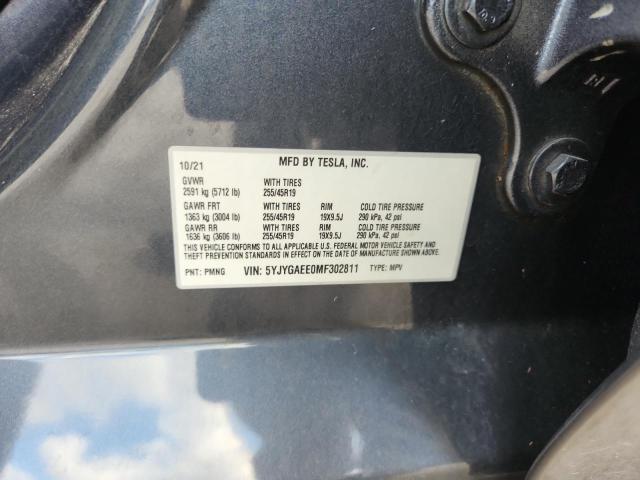 10/21 MFD BY TESLA, INC.
GVWR WITH TIRES
2591 kg (5712 lb) 255/45R19
GAWR FRT WITH TIRES RIM COLD TIRE PRESSURE
1363 kg (3004 lb) 255/45R19 19X9.5J 290 kPa, 42 psi
GAWR RR WITH TIRES RIM COLD TIRE PRESSURE
1636 kg (3606 lb) 255/45R19 19X9.5J 290 kPa, 42 psi
THIS VEHICLE CONFORMS TO ALL APPLICABLE U.S. FEDERAL MOTOR VEHICLE SAFETY AND
THEFT PREVENTION STANDARDS IN EFFECT ON THE DATE OF MANUFACTURE SHOWN ABOVE.
PNT: PMNG VIN: 5YJYGAEE0MF302811 TYPE: MPV